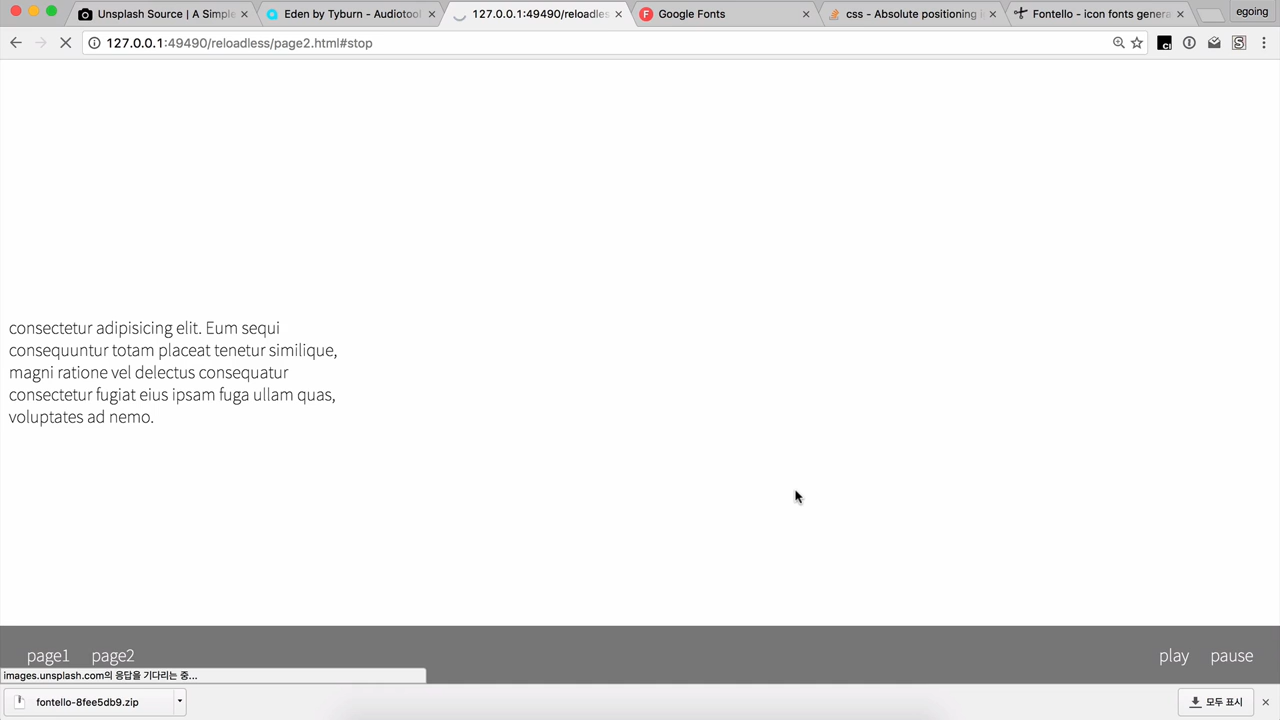 Unsplash Source | A Simple
Eden by Tyburn - Audiotool
127.0.0.1:49490/reloadles
Google Fonts
css - Absolute positioning i
Fontello - icon fonts genera
egoing
127.0.0.1:49490/reloadless/page2.html#stop
consectetur adipisicing elit. Eum sequi
consequuntur totam placeat tenetur similique,
magni ratione vel delectus consequatur
consectetur fugiat eius ipsam fuga ullam quas,
voluptates ad nemo.
page1 page2 play pause
images.unsplash.com의 응답을 기다리는 중...
fontello-8fee5db9.zip
모두 표시